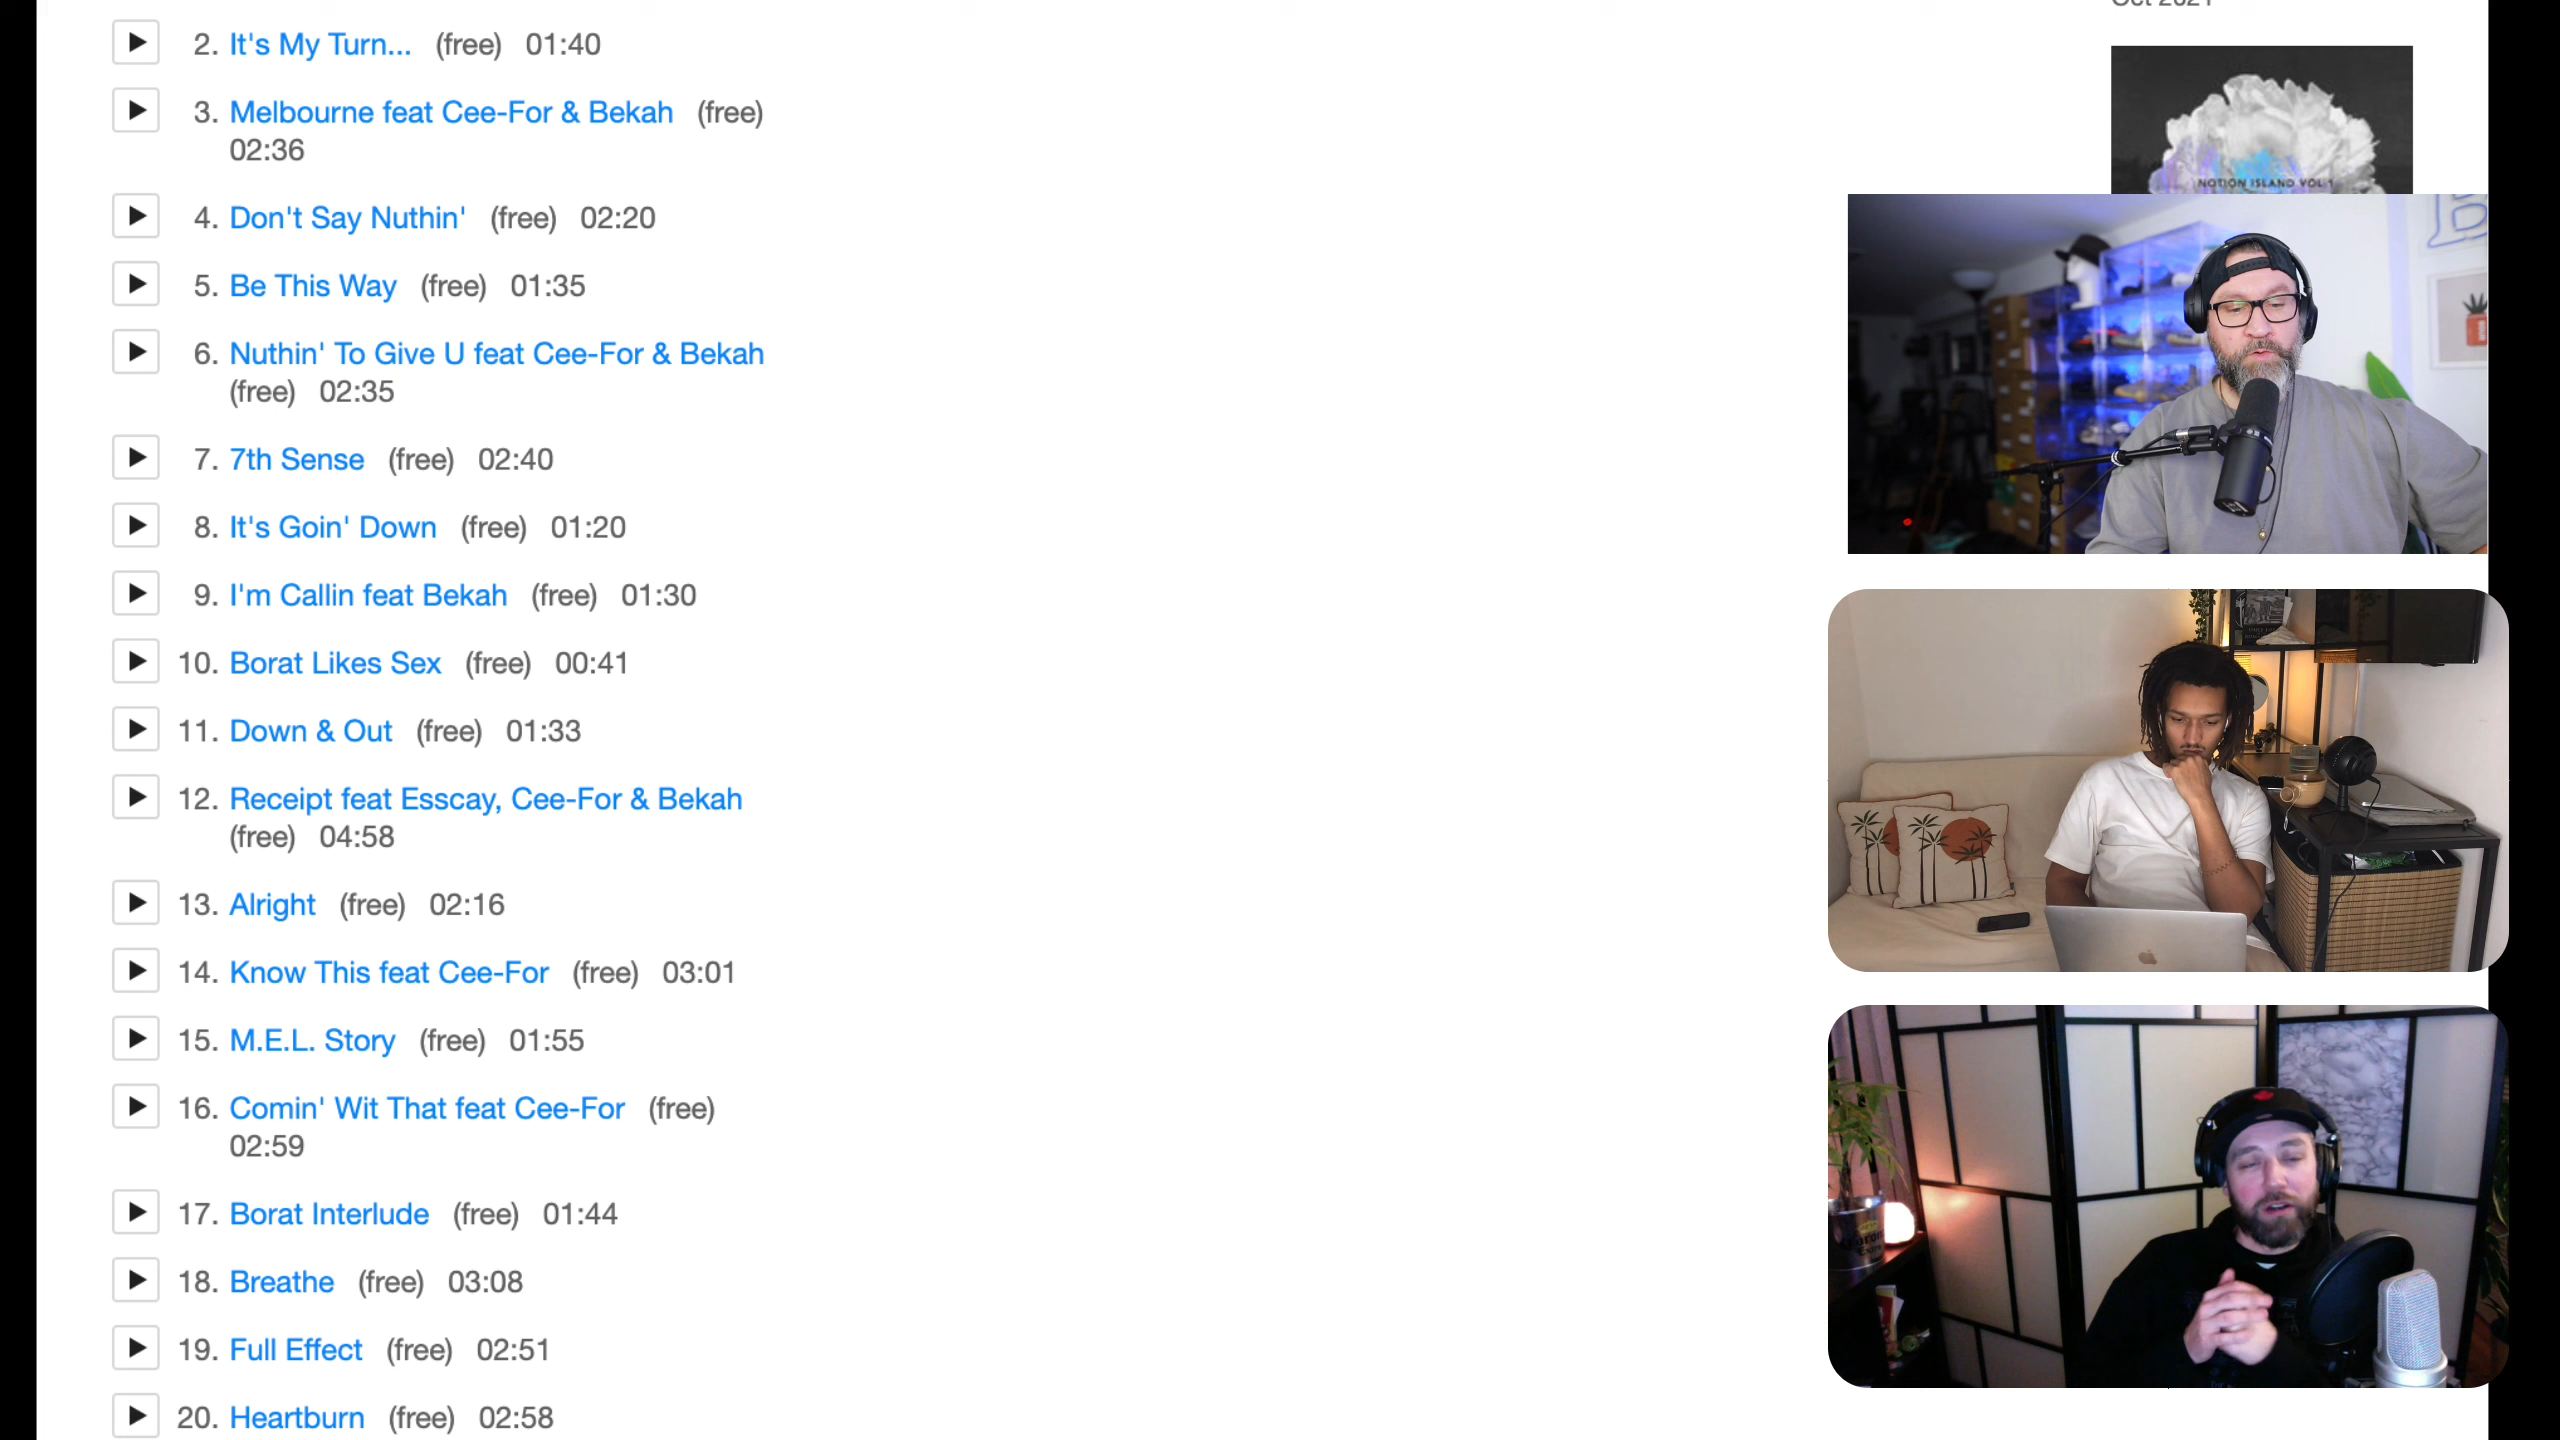 Oct 2021
2. It's My Turn... (free) 01:40
3. Melbourne feat Cee-For & Bekah (free)
02:36
4. Don't Say Nuthin' (free) 02:20
5. Be This Way (free) 01:35
6. Nuthin' To Give U feat Cee-For & Bekah
(free) 02:35
7. 7th Sense (free) 02:40
8. It's Goin' Down (free) 01:20
9. I'm Callin feat Bekah (free) 01:30
10. Borat Likes Sex (free) 00:41
11. Down & Out (free) 01:33
12. Receipt feat Esscay, Cee-For & Bekah
(free) 04:58
13. Alright (free) 02:16
14. Know This feat Cee-For (free) 03:01
15. M.E.L. Story (free) 01:55
16. Comin' Wit That feat Cee-For (free)
02:59
17. Borat Interlude (free) 01:44
18. Breathe (free) 03:08
19. Full Effect (free) 02:51
20. Heartburn (free) 02:58
NOTION ISLAND VOL 1